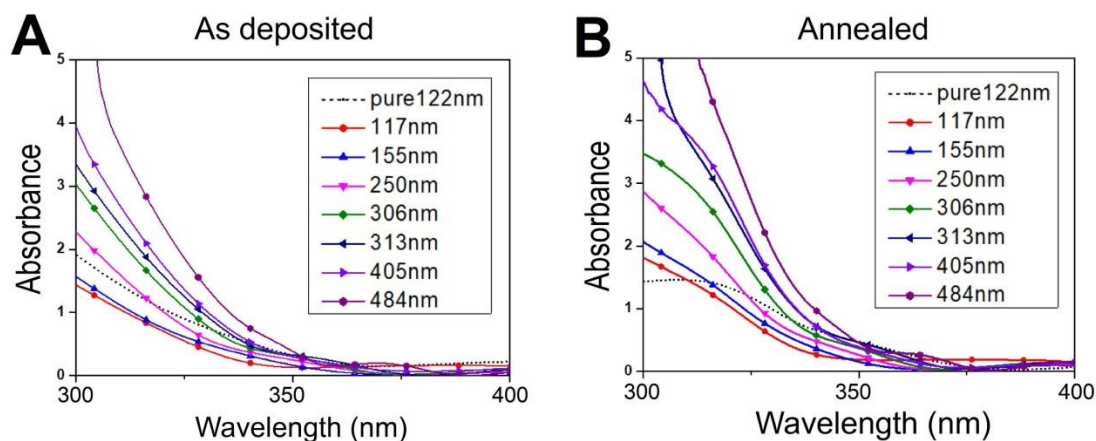 A
As deposited
5
4
3
2
1
0
300
350
400
Absorbance
Wavelength (nm)
pure122nm
117nm
155nm
250nm
306nm
313nm
405nm
484nm
B
Annealed
5
4
3
2
1
0
300
350
400
Absorbance
Wavelength (nm)
pure122nm
117nm
155nm
250nm
306nm
313nm
405nm
484nm